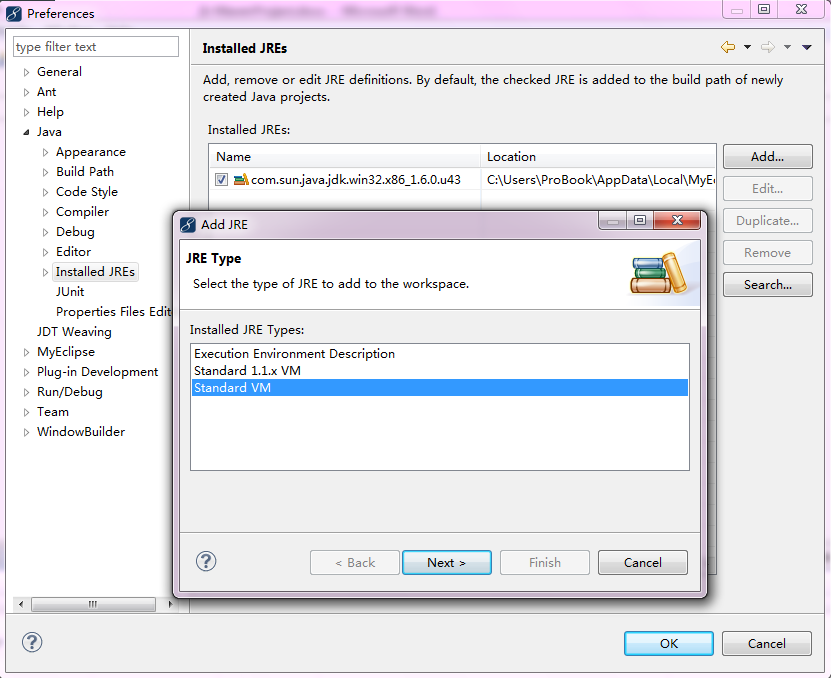 Preferences
type filter text
General
Ant
Help
Java
Appearance
Build Path
Code Style
Compiler
Debug
Editor
Installed JREs
JUnit
Properties Files Edit
JDT Weaving
MyEclipse
Plug-in Development
Run/Debug
Team
WindowBuilder
Installed JREs
Add, remove or edit JRE definitions. By default, the checked JRE is added to the build path of newly
created Java projects.
Installed JREs:
Name Location
com.sun.java.jdk.win32.x86_1.6.0.u43 C:\Users\ProBook\AppData\Local\MyE
Add...
Edit...
Duplicate...
Remove
Search...
Add JRE
JRE Type
Select the type of JRE to add to the workspace.
Installed JRE Types:
Execution Environment Description
Standard 1.1.x VM
Standard VM
< Back Next > Finish Cancel
OK Cancel